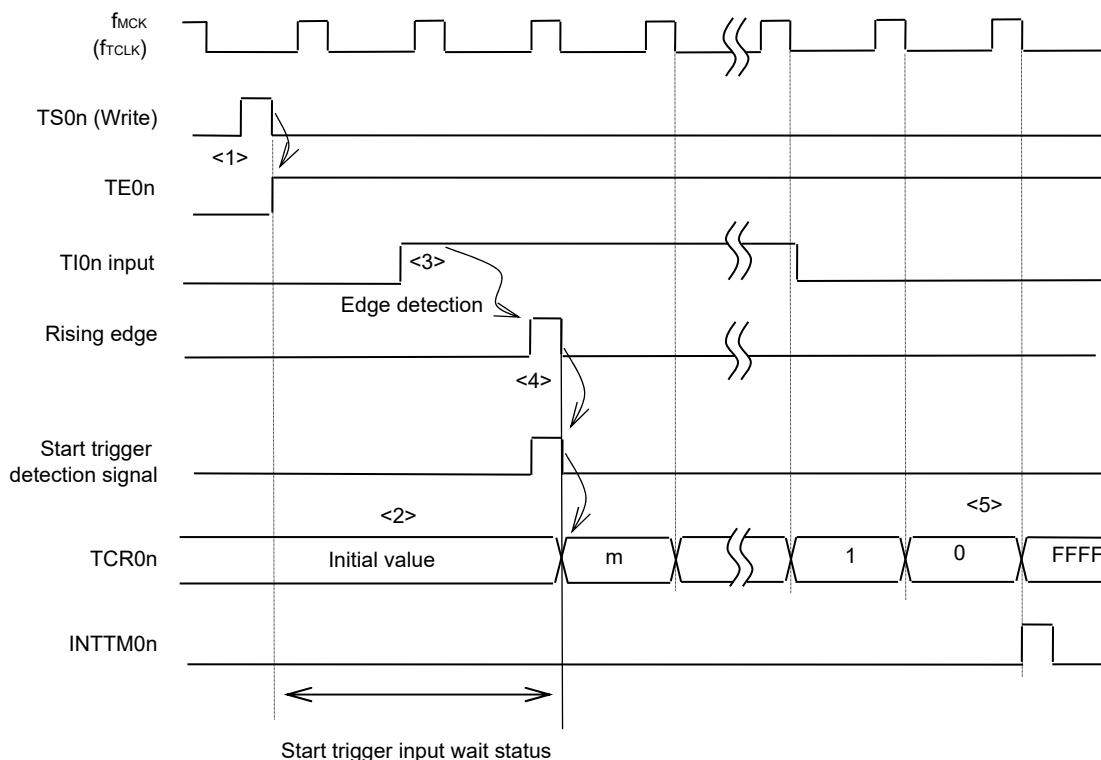 fMCK
(fTCLK)
TS0n (Write)
<1>
TE0n
TI0n input
<3>
Edge detection
Rising edge
<4>
Start trigger
detection signal
<2>
<5>
TCR0n
Initial value
m
1
0
FFFF
INTTM0n
Start trigger input wait status